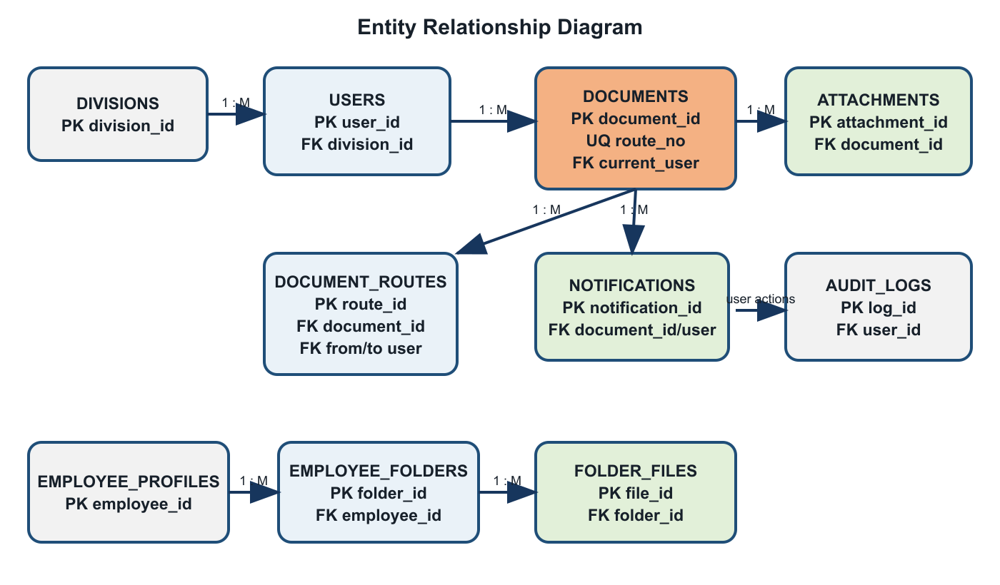 Entity Relationship Diagram
DIVISIONS
PK division_id
1 : M
USERS
PK user_id
FK division_id
1 : M
DOCUMENTS
PK document_id
UQ route_no
FK current_user
1 : M
ATTACHMENTS
PK attachment_id
FK document_id
1 : M
1 : M
DOCUMENT_ROUTES
PK route_id
FK document_id
FK from/to user
NOTIFICATIONS
PK notification_id
FK document_id/user
user actions
AUDIT_LOGS
PK log_id
FK user_id
EMPLOYEE_PROFILES
PK employee_id
1 : M
EMPLOYEE_FOLDERS
PK folder_id
FK employee_id
1 : M
FOLDER_FILES
PK file_id
FK folder_id